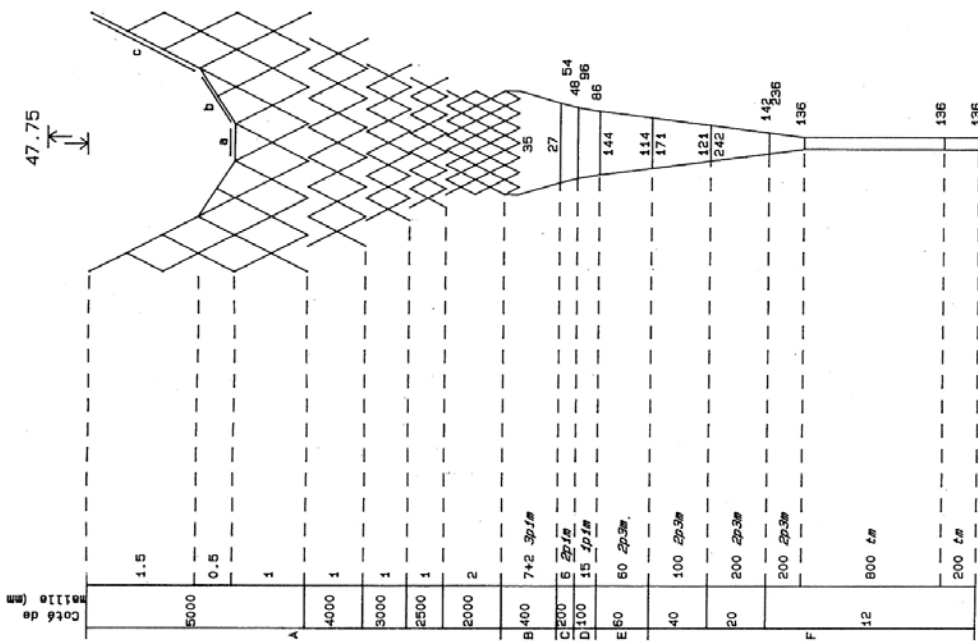 47.75
c
b
a
35
54
27
48
96
86
144
114
171
121
242
142
236
136
136
136
1.5
0.5
1
1
1
1
2
7+2 3p1m
6 2p1m
15 1p1m
60 2p3m.
100 2p3m
200 2p3m
200 2p3m
800 tm
200 tm
Coté de
maille (mm
5000
4000
3000
2500
2000
400
200
100
60
40
20
12
A
B
C
D
E
F